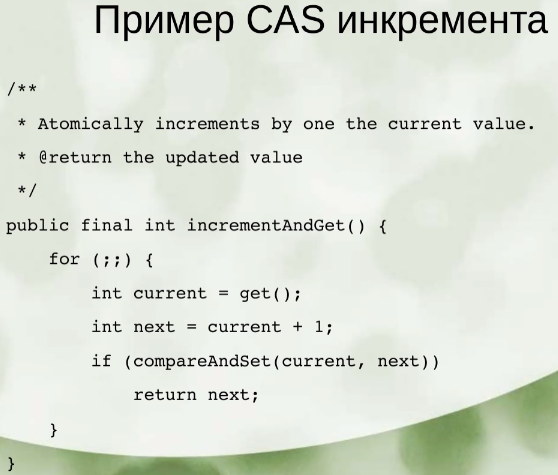 Пример CAS инкремента
/**
 * Atomically increments by one the current value.
 * @return the updated value
 */
public final int incrementAndGet() {
    for (;;) {
        int current = get();
        int next = current + 1;
        if (compareAndSet(current, next))
            return next;
    }
}